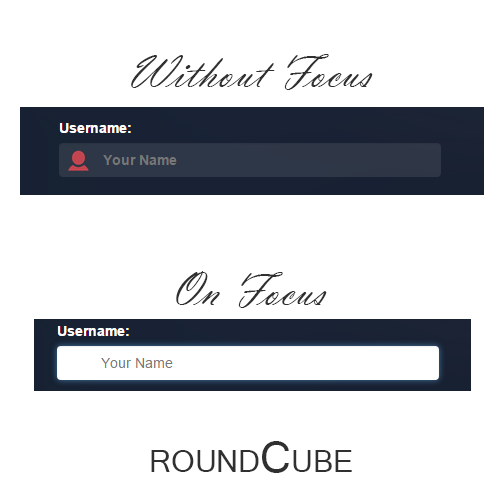 Without Focus
Username:
Your Name
On Focus
Username:
Your Name
ROUNDCUBE